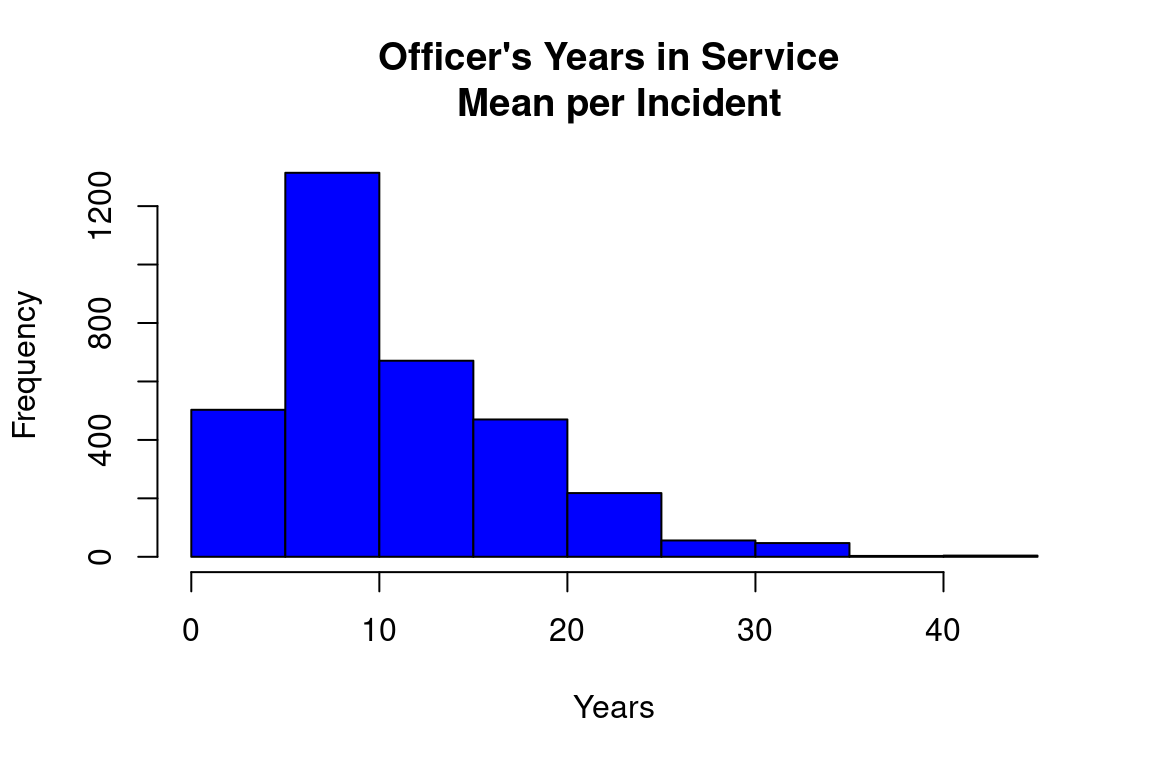 Officer's Years in Service
Mean per Incident
Frequency
1200
800
400
0
0 10 20 30 40
Years